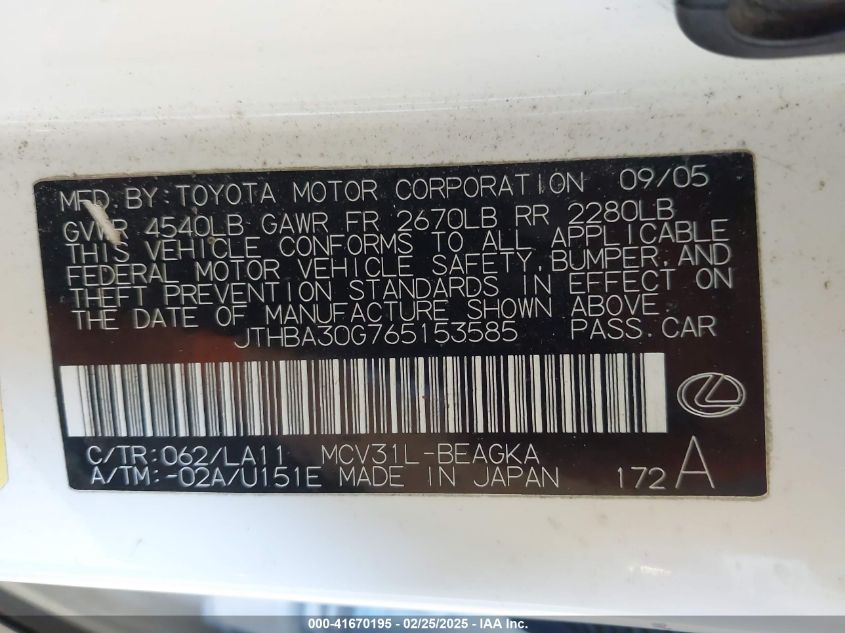 MFD. BY: TOYOTA MOTOR CORPORATION 09/05
GVWR 4540LB GAWR FR 2670LB RR 2280LB
THIS VEHICLE CONFORMS TO ALL APPLICABLE
FEDERAL MOTOR VEHICLE SAFETY, BUMPER, AND
THEFT PREVENTION STANDARDS IN EFFECT ON
THE DATE OF MANUFACTURE SHOWN ABOVE.
JTHBA30G765153585 PASS. CAR
C/TR: 062/LA11 MCV31L-BEAGKA
A/TM: -02A/U151E MADE IN JAPAN 172 A
000-41670195 - 02/25/2025 - IAA Inc.